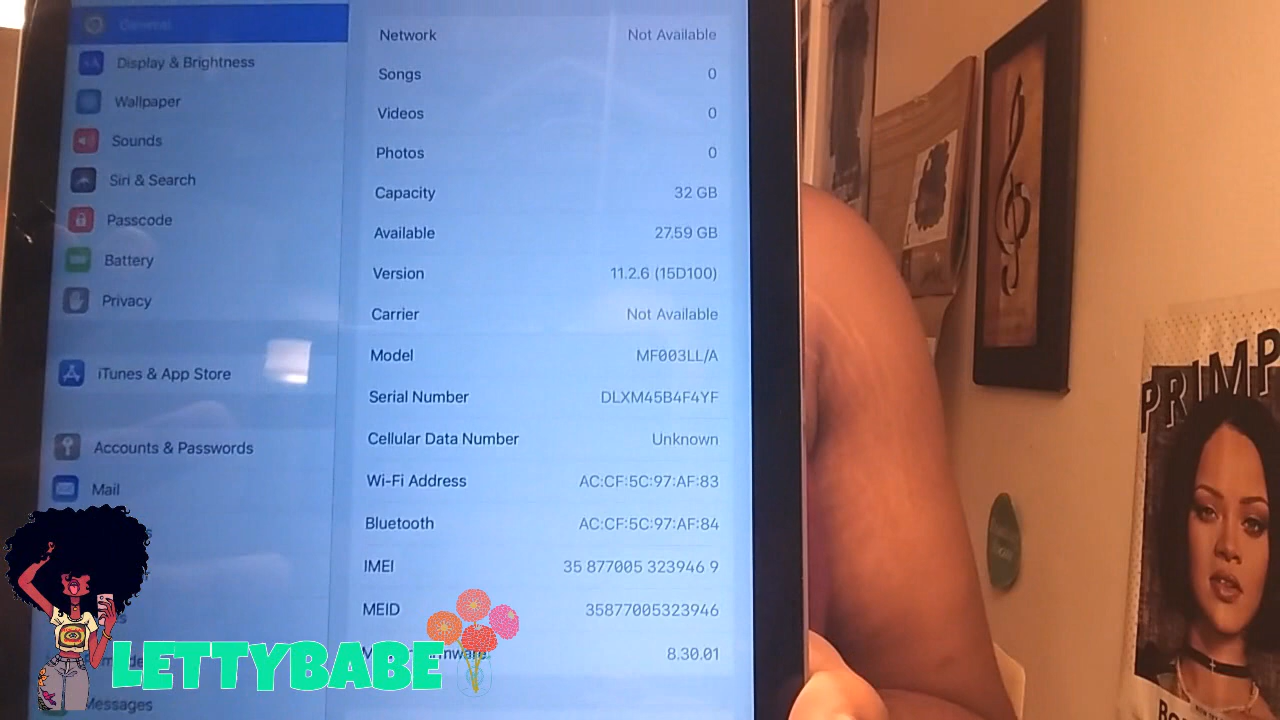 General
Display & Brightness
Wallpaper
Sounds
Siri & Search
Passcode
Battery
Privacy
iTunes & App Store
Accounts & Passwords
Mail
Messages
Network Not Available
Songs 0
Videos 0
Photos 0
Capacity 32 GB
Available 27.59 GB
Version 11.2.6 (15D100)
Carrier Not Available
Model MF003LL/A
Serial Number DLXM45B4F4YF
Cellular Data Number Unknown
Wi-Fi Address AC:CF:5C:97:AF:83
Bluetooth AC:CF:5C:97:AF:84
IMEI 35 877005 323946 9
MEID 35877005323946
8.30.01
LETTYBABE
PRIMP